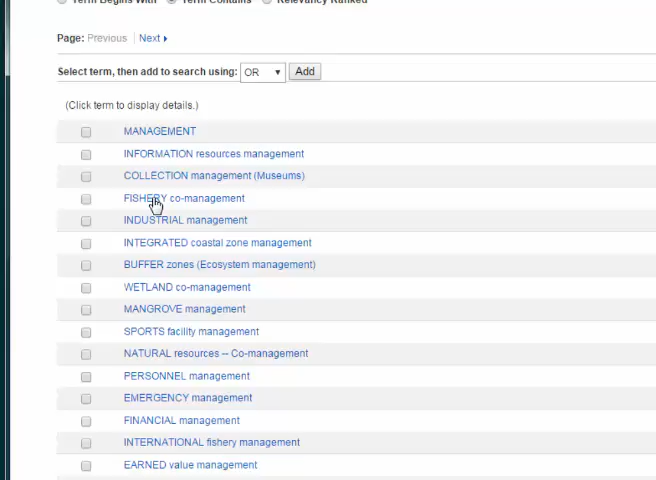 Term Begins With Term Contains Relevancy Ranked
Page: Previous Next
Select term, then add to search using: OR Add
(Click term to display details.)
MANAGEMENT
INFORMATION resources management
COLLECTION management (Museums)
FISHERY co-management
INDUSTRIAL management
INTEGRATED coastal zone management
BUFFER zones (Ecosystem management)
WETLAND co-management
MANGROVE management
SPORTS facility management
NATURAL resources -- Co-management
PERSONNEL management
EMERGENCY management
FINANCIAL management
INTERNATIONAL fishery management
EARNED value management